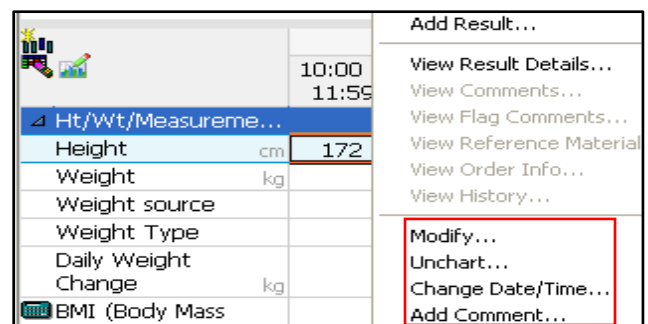 10:00
11:59
Ht/Wt/Measureme...
Height cm 172
Weight kg
Weight source
Weight Type
Daily Weight
Change kg
BMI (Body Mass
Add Result...
View Result Details...
View Comments...
View Flag Comments...
View Reference Material
View Order Info...
View History...
Modify...
Unchart...
Change Date/Time...
Add Comment...